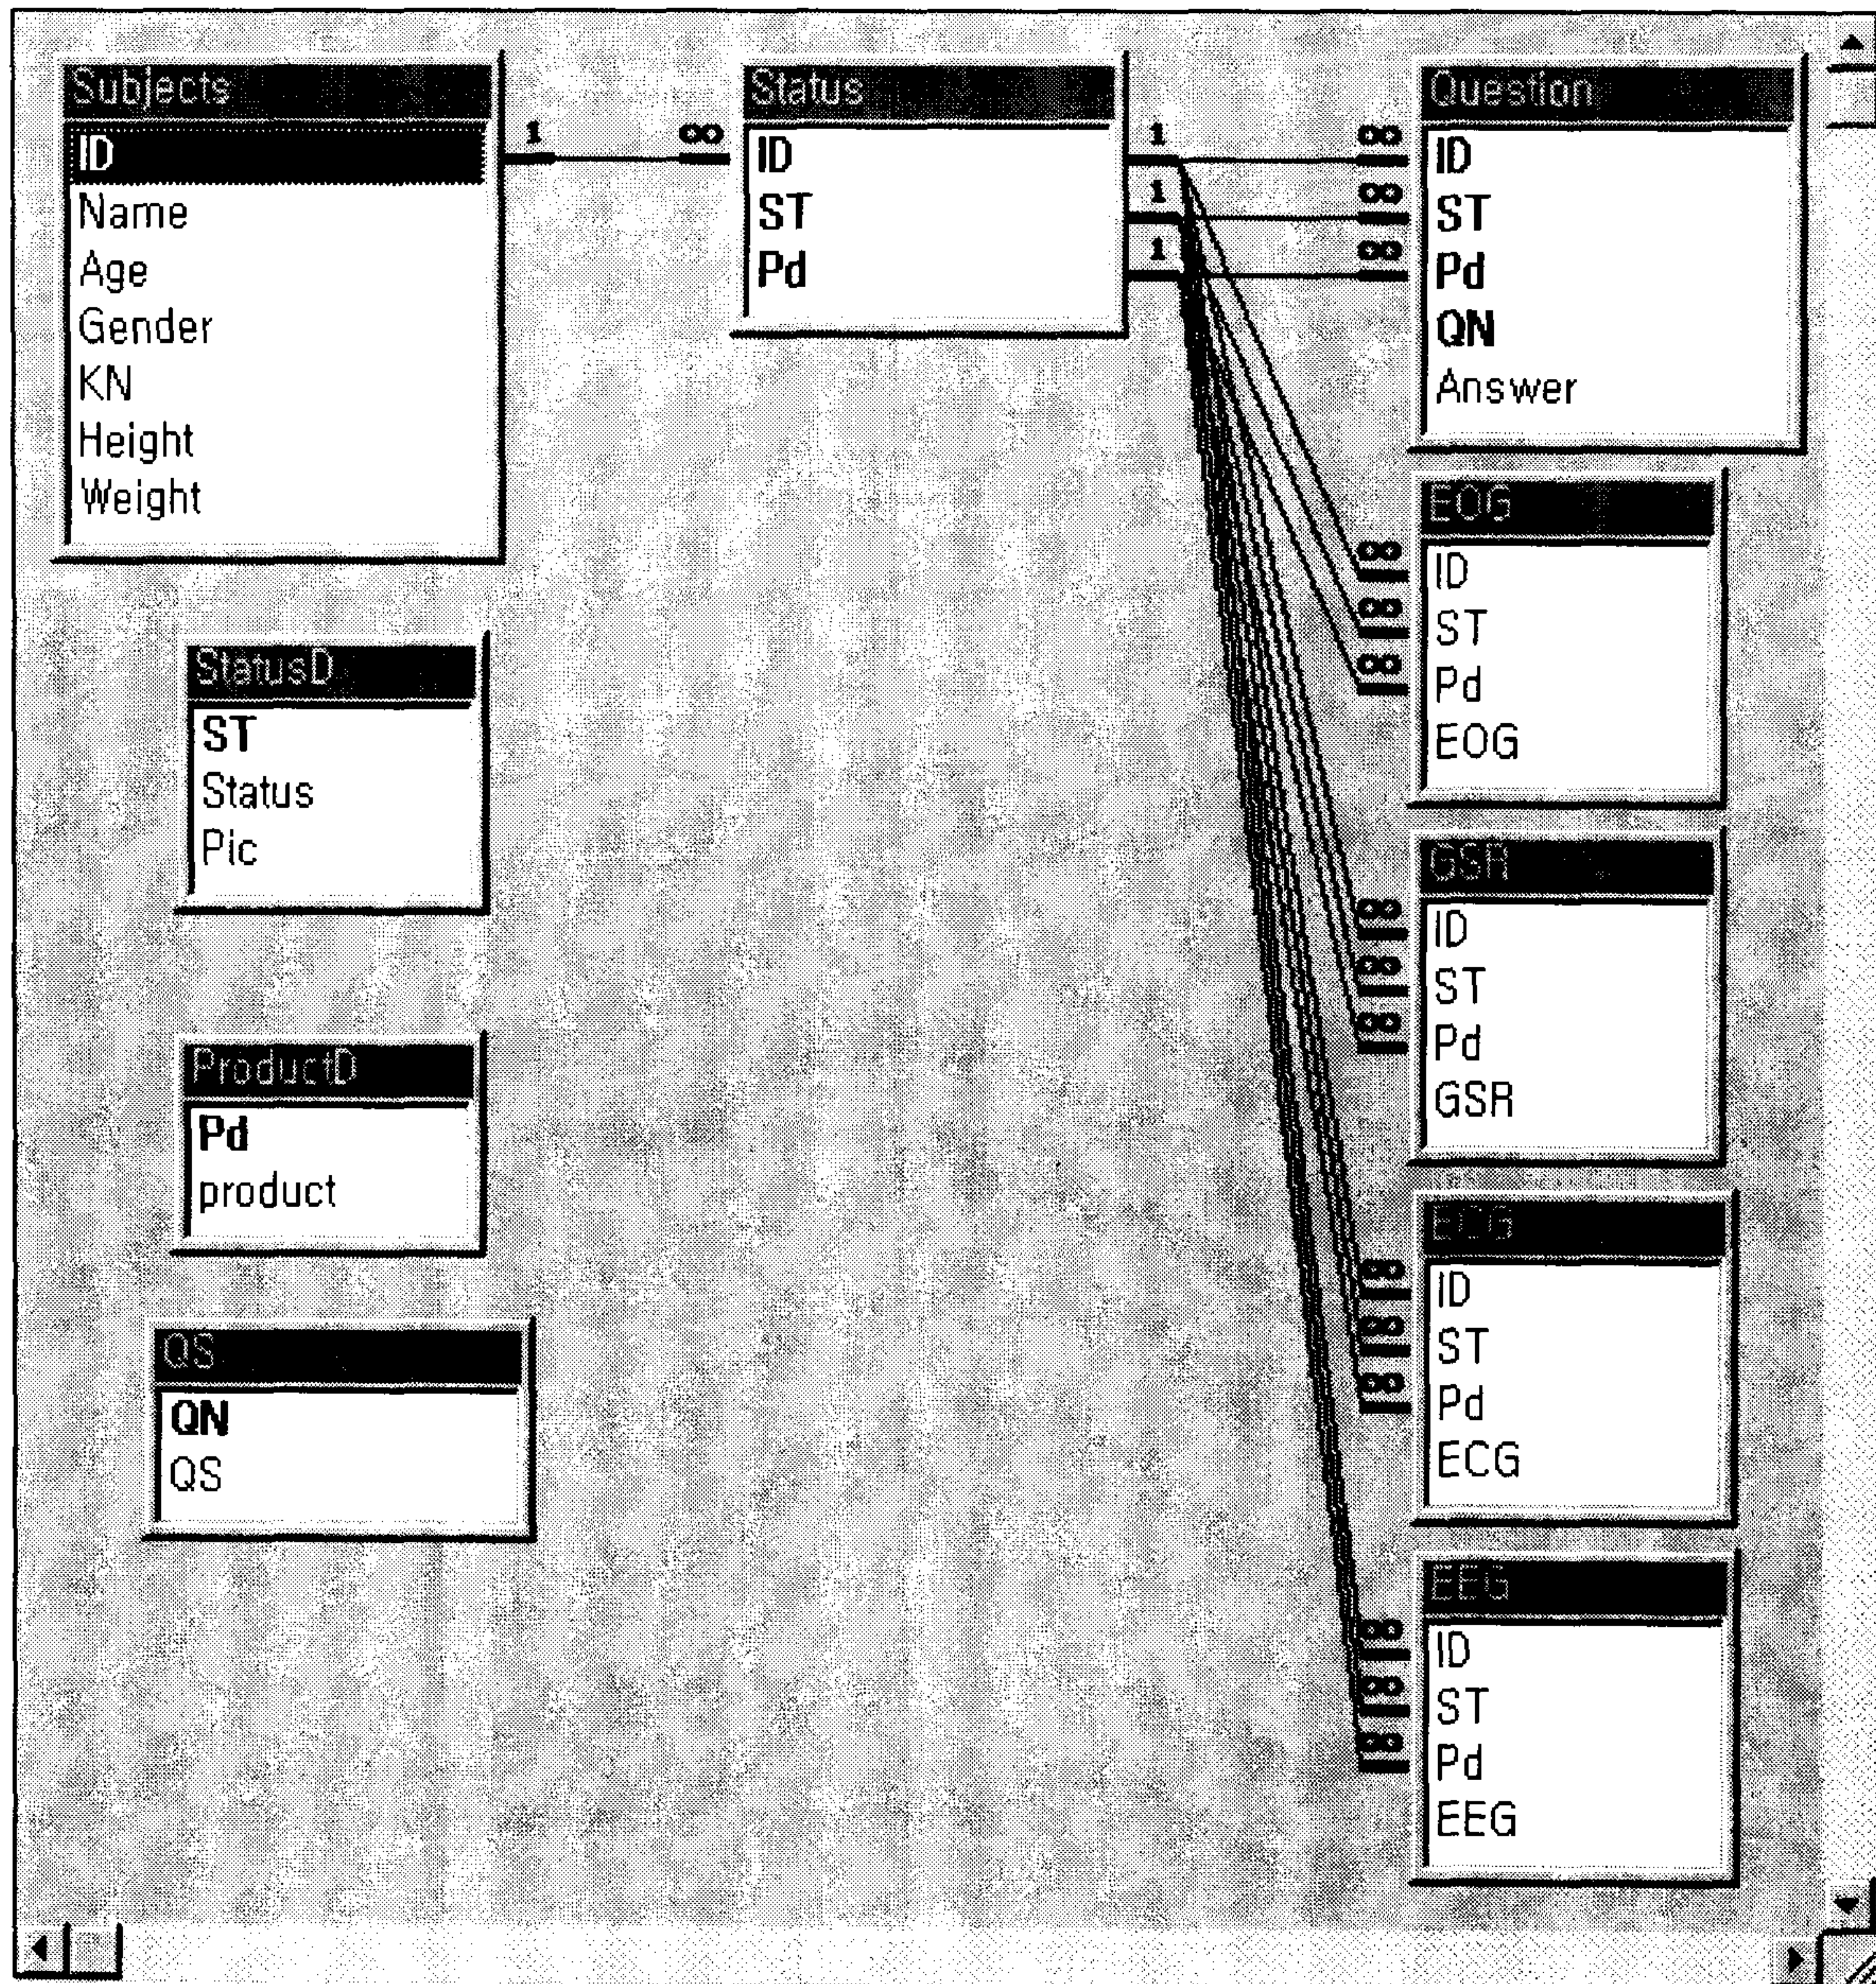 Subjects
ID
Name
Age
Gender
KN
Height
Weight
1 ∞
Status
ID
ST
Pd
1 ∞
1 ∞
1 ∞
Question
ID
ST
Pd
QN
Answer
EOG
∞ ID
∞ ST
∞ Pd
EOG
GSR
∞ ID
∞ ST
∞ Pd
GSR
ECG
∞ ID
∞ ST
∞ Pd
ECG
EEG
∞ ID
∞ ST
∞ Pd
EEG
StatusD
ST
Status
Pic
ProductD
Pd
product
QS
QN
QS